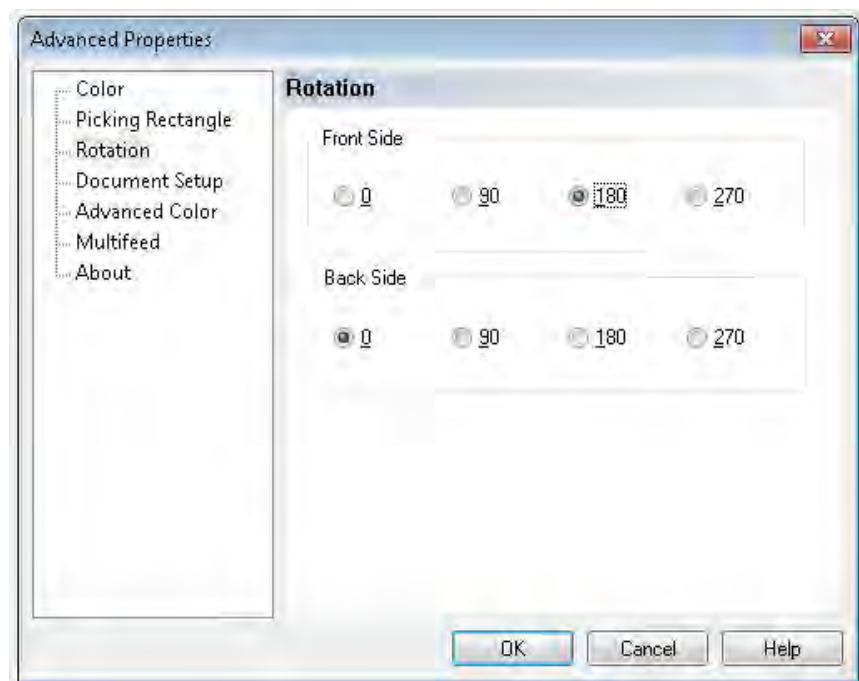 Advanced Properties
Color
Picking Rectangle
Rotation
Document Setup
Advanced Color
Multifeed
About
Rotation
Front Side
0 90 180 270
Back Side
0 90 180 270
OK Cancel Help